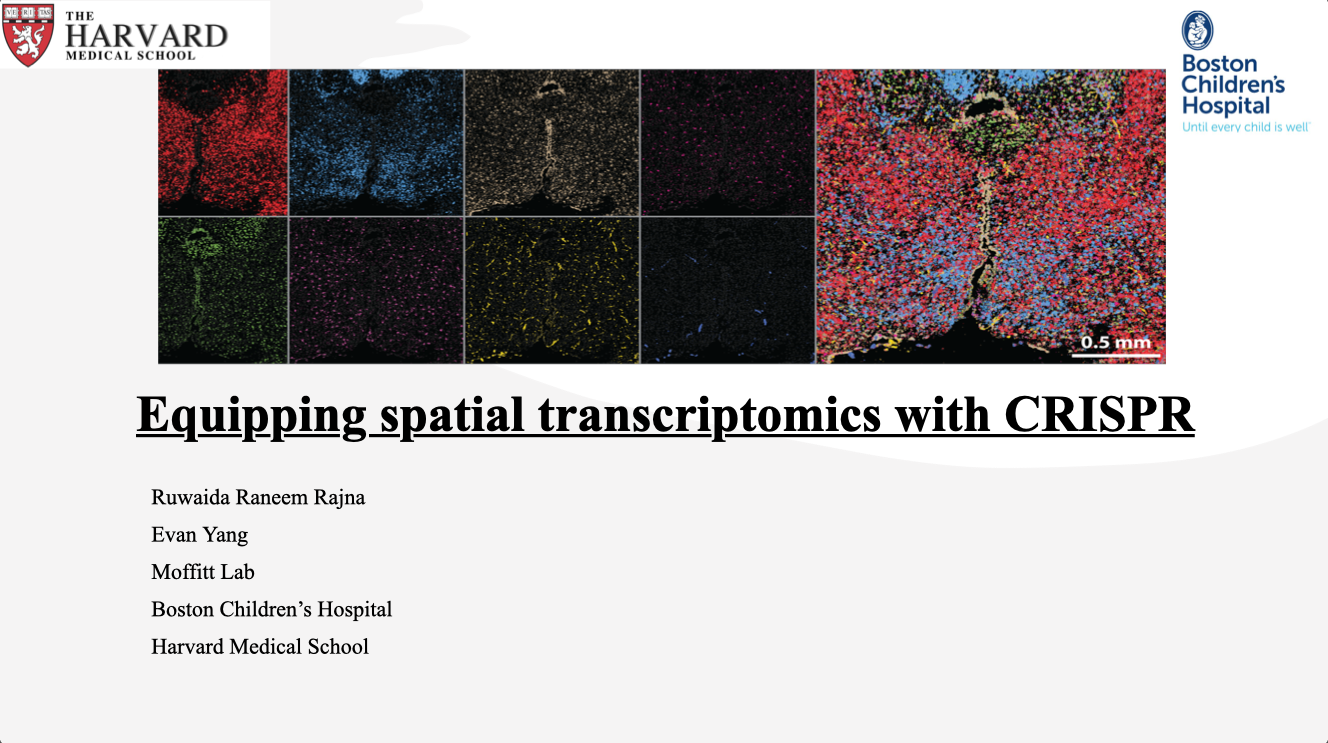 THE
HARVARD
MEDICAL SCHOOL
VE RI TAS
Boston
Children's
Hospital
Until every child is well
0.5 mm
Equipping spatial transcriptomics with CRISPR
Ruwaida Raneem Rajna
Evan Yang
Moffitt Lab
Boston Children’s Hospital
Harvard Medical School